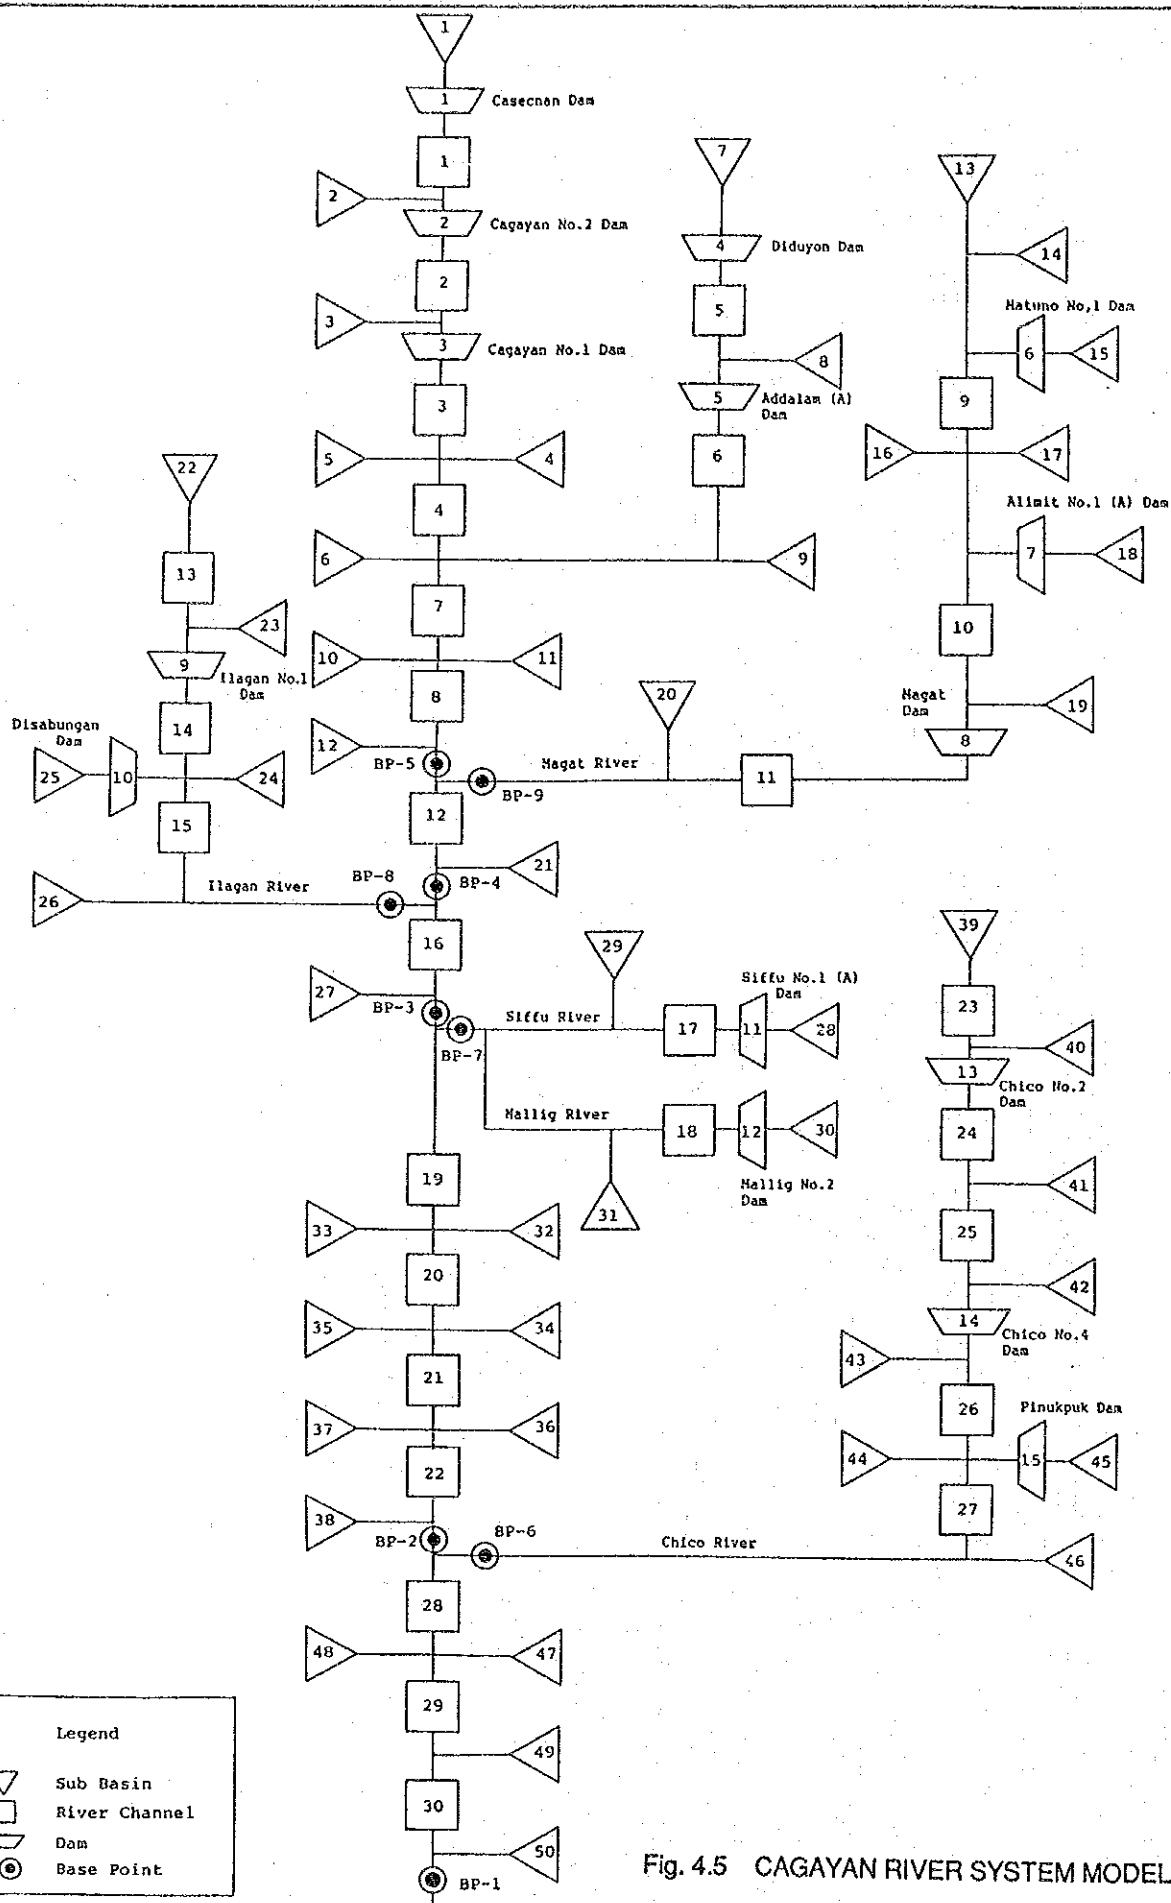 1
1 Casecnan Dam
1
2
2 Cagayan No.2 Dam
2
3
3 Cagayan No.1 Dam
3
5 4
4
6
7
10 11
8
12
BP-5
7
4 Diduyon Dam
5
8
5 Addalam (A)
Dam
6
9
13
14
Matuno No,1 Dam
6 15
9
16 17
Alimit No.1 (A) Dam
7 18
10
19
Magat
Dam
8
20
Magat River
11
BP-9
22
13
23
9 Ilagan No.1
Dam
14
Disabungan
Dam
25 10 24
15
26
Ilagan River
BP-8
12
21
BP-4
16
27
BP-3
BP-7
29
Siffu River
17
Siffu No.1 (A)
Dam
11 28
Mallig River
18 12 30
Mallig No.2
Dam
31
19
33 32
20
35 34
21
37 36
22
38
BP-2
BP-6
Chico River
39
23
40
13
Chico No.2
Dam
24
41
25
42
14
Chico No.4
Dam
43
26
Pinukpuk Dam
44 15 45
27
46
28
48 47
29
49
30
50
BP-1
Legend
Sub Basin
River Channel
Dam
Base Point
Fig. 4.5 CAGAYAN RIVER SYSTEM MODEL